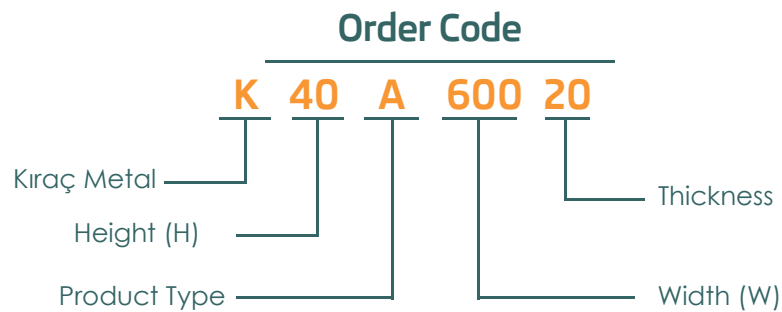 Order Code
K 40 A 600 20
Kıraç Metal
Thickness
Height (H)
Product Type
Width (W)